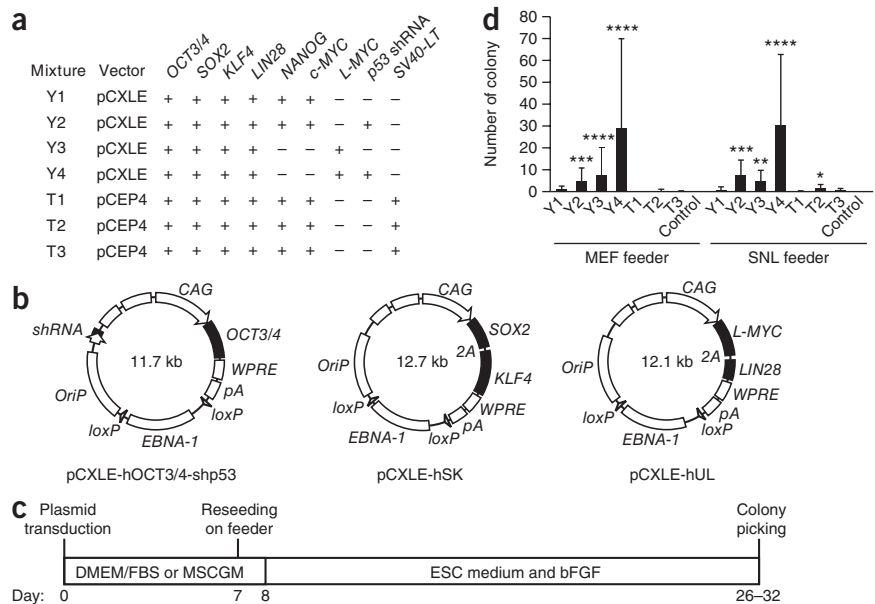 a
Mixture Vector OCT3/4 SOX2 KLF4 LIN28 NANOG c-MYC L-MYC p53 shRNA SV40-LT
Y1 pCXLE + + + + + + – – –
Y2 pCXLE + + + + + + – + –
Y3 pCXLE + + + + – – + – –
Y4 pCXLE + + + + – – + + –
T1 pCEP4 + + + + + + – – +
T2 pCEP4 + + + + + + – – +
T3 pCEP4 + + + + + + – – +
d
Number of colony
80
70
60
50
40
30
20
10
0
*** **** **** *** ** **** *
Y1 Y2 Y3 Y4 T1 T2 T3 Control Y1 Y2 Y3 Y4 T1 T2 T3 Control
MEF feeder SNL feeder
b
CAG
shRNA
OCT3/4
11.7 kb
WPRE
OriP
pA
loxP
loxP
EBNA-1
pCXLE-hOCT3/4-shp53
CAG
SOX2
2A
OriP
12.7 kb
KLF4
WPRE
pA
loxP
loxP
EBNA-1
pCXLE-hSK
CAG
L-MYC
2A
OriP
12.1 kb
LIN28
WPRE
pA
loxP
loxP
EBNA-1
pCXLE-hUL
c
Plasmid
transduction
Reseeding
on feeder
Colony
picking
DMEM/FBS or MSCGM ESC medium and bFGF
Day: 0 7 8 26–32